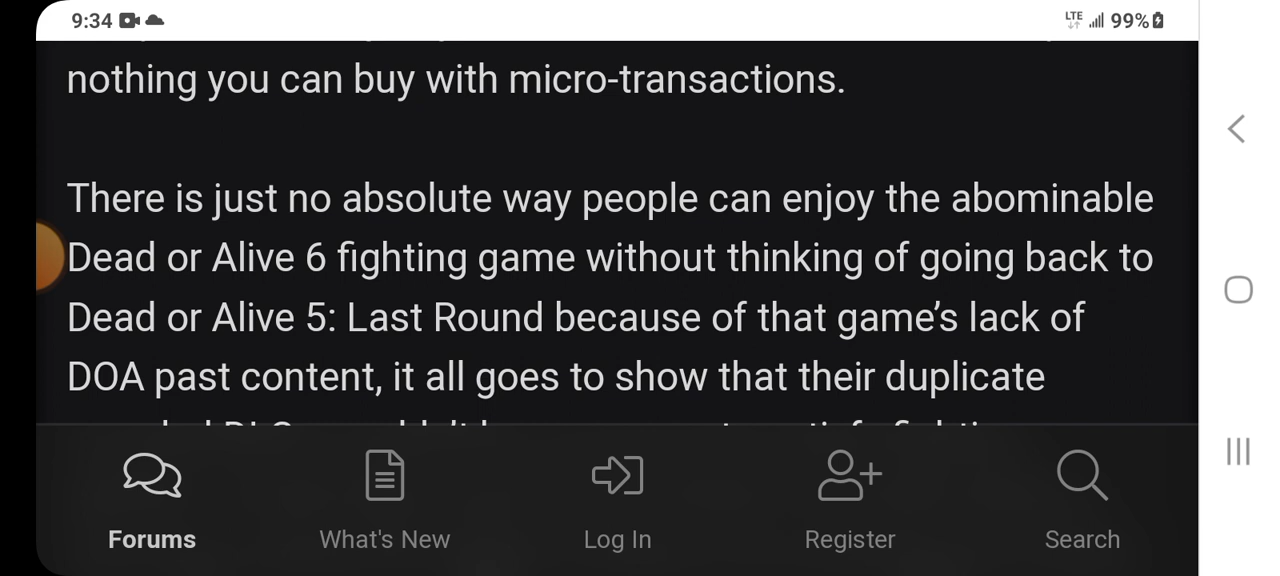 9:34 LTE 99%
nothing you can buy with micro-transactions.
There is just no absolute way people can enjoy the abominable
Dead or Alive 6 fighting game without thinking of going back to
Dead or Alive 5: Last Round because of that game’s lack of
DOA past content, it all goes to show that their duplicate
Forums What's New Log In Register Search